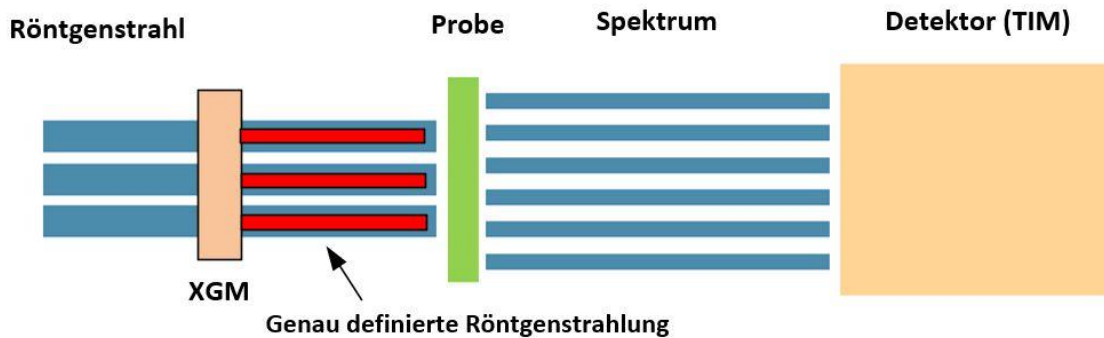 Röntgenstrahl
Probe
Spektrum
Detektor (TIM)
XGM
Genau definierte Röntgenstrahlung